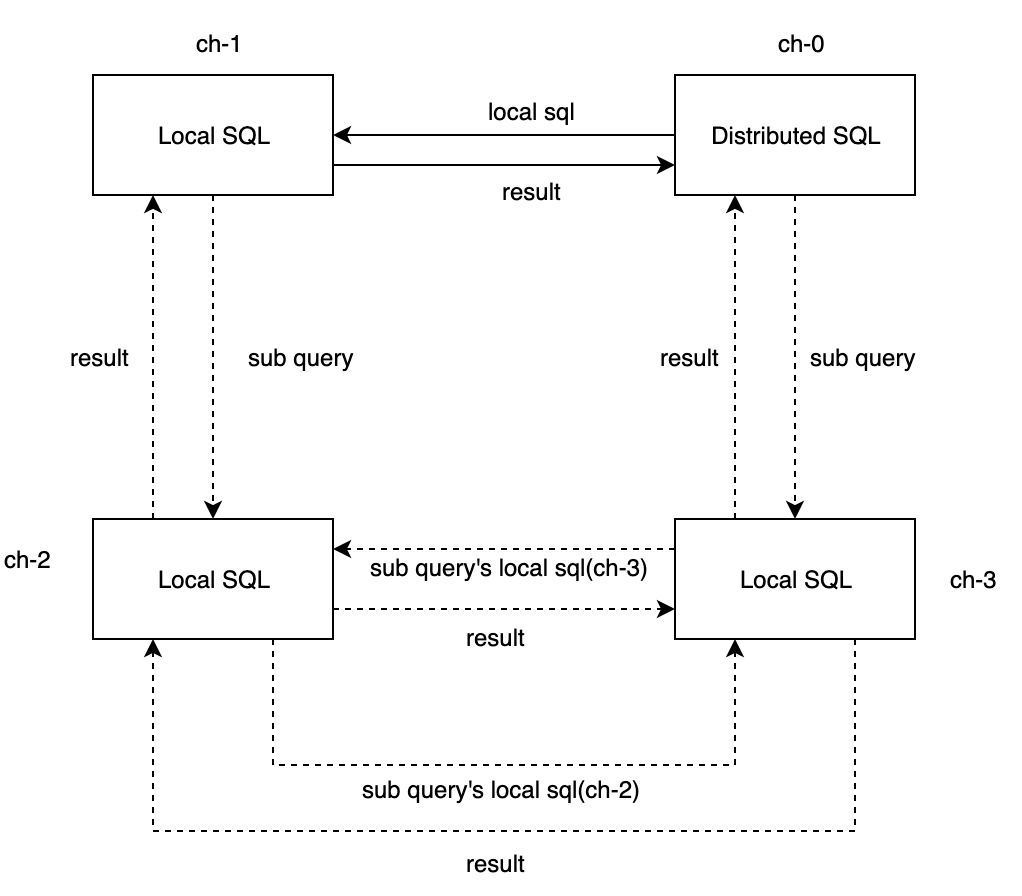 ch-1
ch-0
Local SQL
local sql
Distributed SQL
result
result
sub query
result
sub query
ch-2
Local SQL
sub query's local sql(ch-3)
Local SQL
ch-3
result
sub query's local sql(ch-2)
result